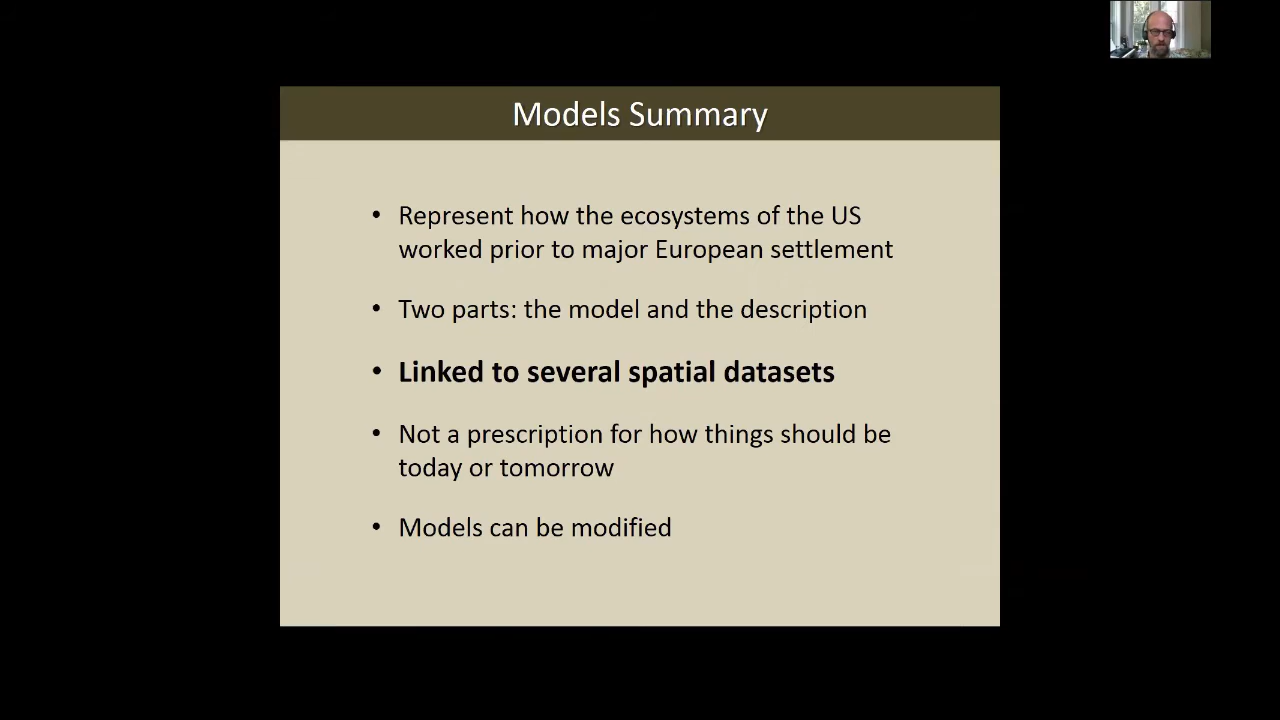 Models Summary
• Represent how the ecosystems of the US
worked prior to major European settlement
• Two parts: the model and the description
• Linked to several spatial datasets
• Not a prescription for how things should be
today or tomorrow
• Models can be modified